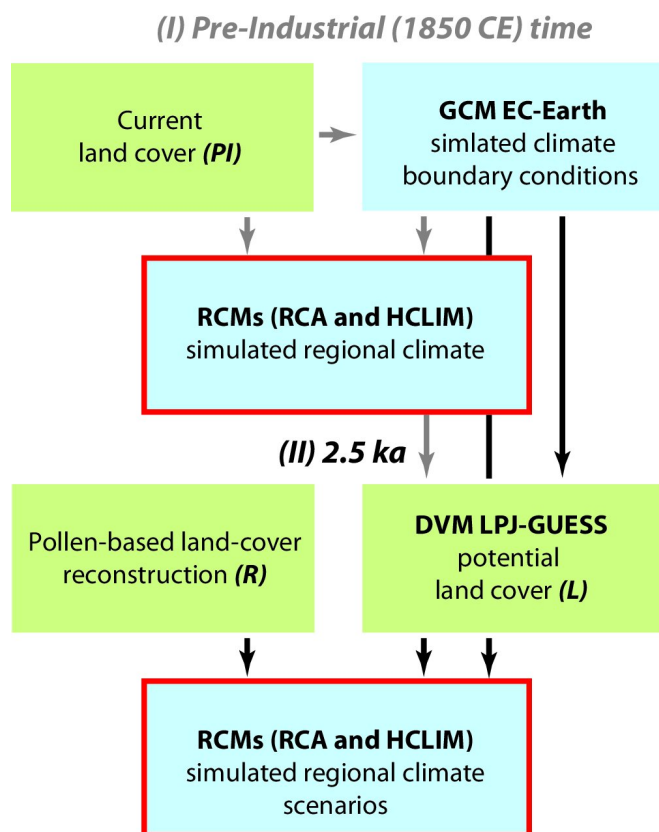 (I) Pre-Industrial (1850 CE) time
Current
land cover (PI)
GCM EC-Earth
simlated climate
boundary conditions
RCMs (RCA and HCLIM)
simulated regional climate
(II) 2.5 ka
Pollen-based land-cover
reconstruction (R)
DVM LPJ-GUESS
potential
land cover (L)
RCMs (RCA and HCLIM)
simulated regional climate
scenarios